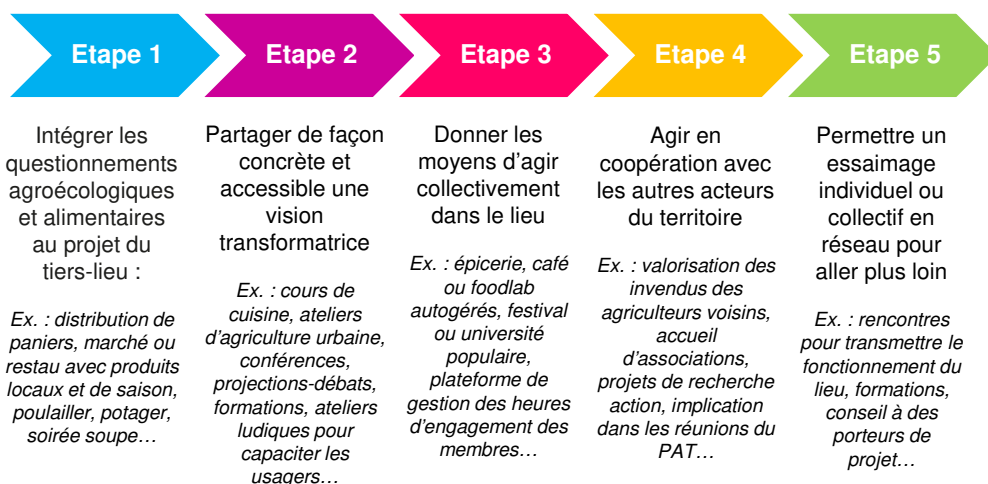 Etape 1
Intégrer les
questionnements
agroécologiques
et alimentaires
au projet du
tiers-lieu :
Ex. : distribution de
paniers, marché ou
restau avec produits
locaux et de saison,
poulailler, potager,
soirée soupe…
Etape 2
Partager de façon
concrète et
accessible une
vision
transformatrice
Ex. : cours de
cuisine, ateliers
d'agriculture urbaine,
conférences,
projections-débats,
formations, ateliers
ludiques pour
capaciter les
usagers…
Etape 3
Donner les
moyens d'agir
collectivement
dans le lieu
Ex. : épicerie, café
ou foodlab
autogérés, festival
ou université
populaire,
plateforme de
gestion des heures
d'engagement des
membres…
Etape 4
Agir en
coopération avec
les autres acteurs
du territoire
Ex. : valorisation des
invendus des
agriculteurs voisins,
accueil
d'associations,
projets de recherche
action, implication
dans les réunions du
PAT…
Etape 5
Permettre un
essaimage
individuel ou
collectif en
réseau pour
aller plus loin
Ex. : rencontres
pour transmettre le
fonctionnement du
lieu, formations,
conseil à des
porteurs de
projet…